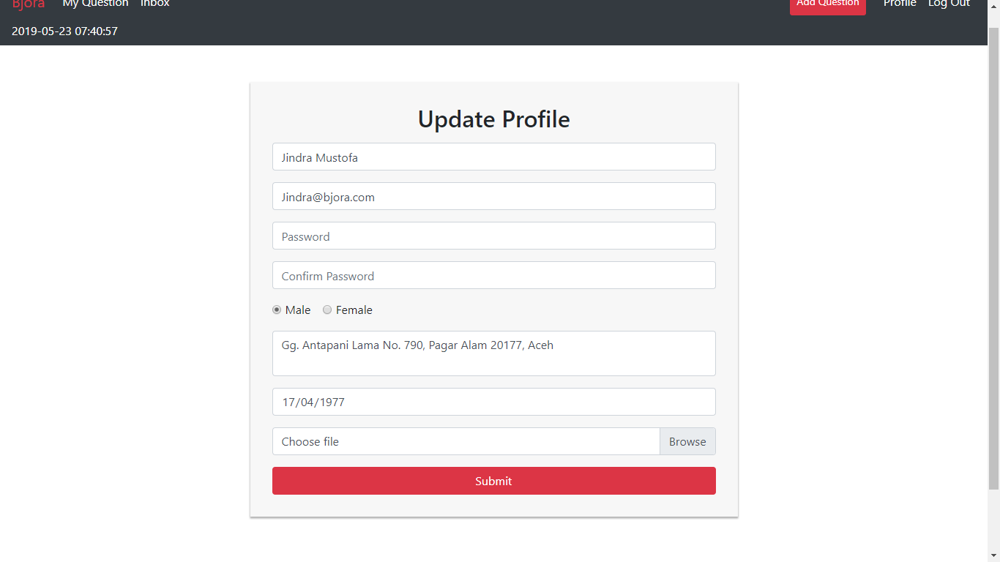 Bjora My Question Inbox Add Question Profile Log Out
2019-05-23 07:40:57
Update Profile
Jindra Mustofa
Jindra@bjora.com
Password
Confirm Password
Male Female
Gg. Antapani Lama No. 790, Pagar Alam 20177, Aceh
17/04/1977
Choose file Browse
Submit